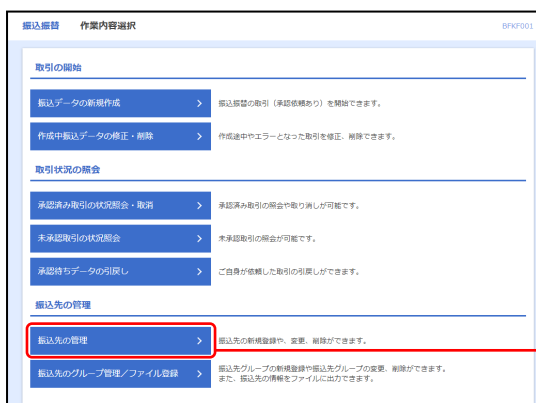 振込振替 作業内容選択 BFKF001
取引の開始
振込データの新規作成 振込振替の取引（承認依頼あり）を開始できます。
作成中振込データの修正・削除 作成途中やエラーとなった取引を修正、削除できます。
取引状況の照会
承認済み取引の状況照会・取消 承認済み取引の照会や取り消しが可能です。
未承認取引の状況照会 未承認取引の照会が可能です。
承認待ちデータの引戻し ご自身が依頼した取引の引戻しができます。
振込先の管理
振込先の管理 振込先の新規登録や、変更、削除ができます。
振込先のグループ管理／ファイル登録 振込先グループの新規登録や振込先グループの変更、削除ができます。
また、振込先の情報をファイルに出力できます。